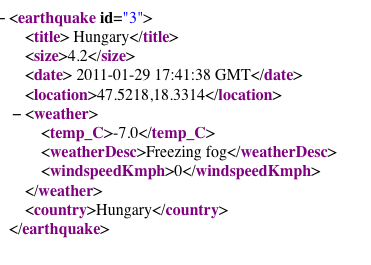 − <earthquake id="3">
<title> Hungary</title>
<size>4.2</size>
<date> 2011-01-29 17:41:38 GMT</date>
<location>47.5218,18.3314</location>
− <weather>
<temp_C>-7.0</temp_C>
<weatherDesc>Freezing fog</weatherDesc>
<windspeedKmph>0</windspeedKmph>
</weather>
<country>Hungary</country>
</earthquake>